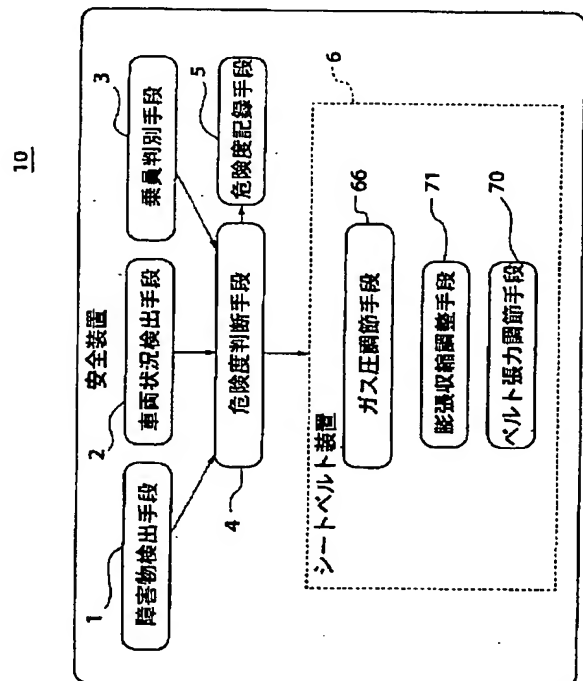 10
安全装置
1
障害物検出手段
2
車両状況検出手段
3
乗員判別手段
4
危険度判断手段
5
危険度記録手段
6
シートベルト装置
ガス圧調節手段
66
膨張収縮調整手段
71
ベルト張力調節手段
70